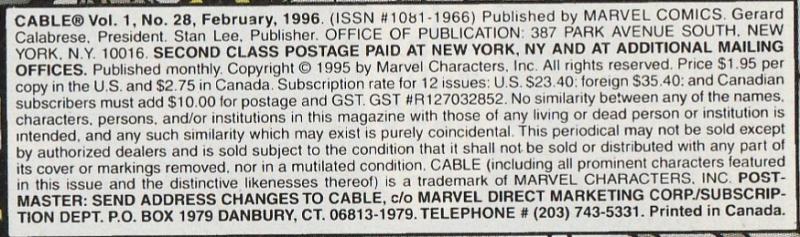 CABLE® Vol. 1, No. 28, February, 1996. (ISSN #1081-1966) Published by MARVEL COMICS. Gerard
Calabrese, President. Stan Lee, Publisher. OFFICE OF PUBLICATION: 387 PARK AVENUE SOUTH, NEW
YORK, N.Y. 10016. SECOND CLASS POSTAGE PAID AT NEW YORK, NY AND AT ADDITIONAL MAILING
OFFICES. Published monthly. Copyright © 1995 by Marvel Characters, Inc. All rights reserved. Price $1.95 per
copy in the U.S. and $2.75 in Canada. Subscription rate for 12 issues: U.S. $23.40; foreign $35.40; and Canadian
subscribers must add $10.00 for postage and GST. GST #R127032852. No similarity between any of the names,
characters, persons, and/or institutions in this magazine with those of any living or dead person or institution is
intended, and any such similarity which may exist is purely coincidental. This periodical may not be sold except
by authorized dealers and is sold subject to the condition that it shall not be sold or distributed with any part of
its cover or markings removed, nor in a mutilated condition. CABLE (including all prominent characters featured
in this issue and the distinctive likenesses thereof) is a trademark of MARVEL CHARACTERS, INC. POST-
MASTER: SEND ADDRESS CHANGES TO CABLE, c/o MARVEL DIRECT MARKETING CORP./SUBSCRIP-
TION DEPT. P.O. BOX 1979 DANBURY, CT. 06813-1979. TELEPHONE # (203) 743-5331. Printed in Canada.